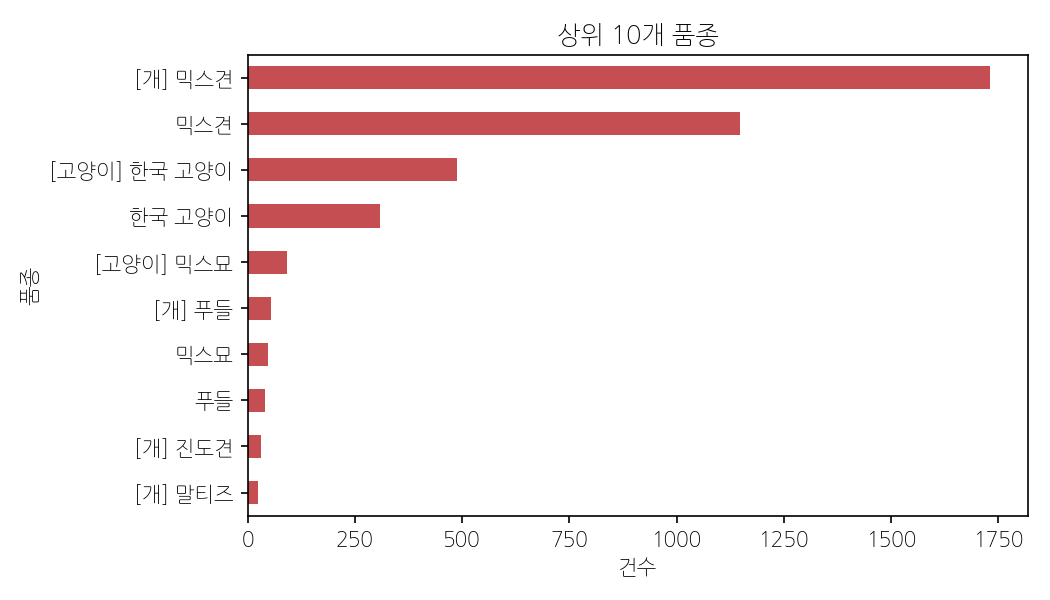 상위 10개 품종
[개] 믹스견
믹스견
[고양이] 한국 고양이
한국 고양이
[고양이] 믹스묘
[개] 푸들
믹스묘
푸들
[개] 진도견
[개] 말티즈
품종
0 250 500 750 1000 1250 1500 1750
건수